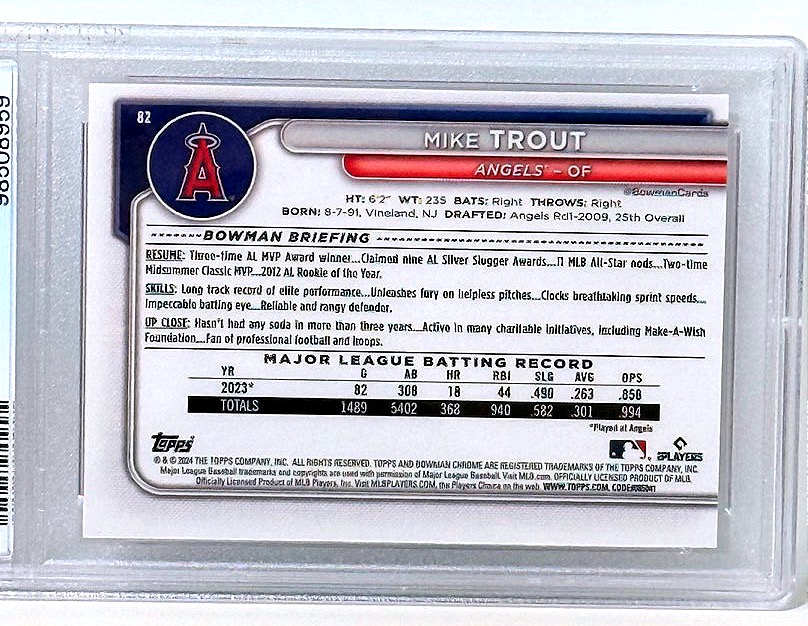 98508959
82
A
MIKE TROUT
ANGELS® – OF
@BowmanCards
HT: 6'2" WT: 235 BATS: Right THROWS: Right
BORN: 8-7-91, Vineland, NJ DRAFTED: Angels Rd1-2009, 25th Overall
BOWMAN BRIEFING
RESUME: Three-time AL MVP Award winner...Claimed nine AL Silver Slugger Awards...11 MLB All-Star nods...Two-time
Midsummer Classic MVP...2012 AL Rookie of the Year.
SKILLS: Long track record of elite performance...Unleashes fury on helpless pitches...Clocks breathtaking sprint speeds...
Impeccable batting eye...Reliable and rangy defender.
UP CLOSE: Hasn't had any soda in more than three years...Active in many charitable initiatives, including Make-A-Wish
Foundation...Fan of professional football and hoops.
MAJOR LEAGUE BATTING RECORD
YR G AB HR RBI SLG AVG OPS
2023* 82 308 18 44 .490 .263 .858
TOTALS 1489 5402 368 940 .582 .301 .994
*Played at Angels
Topps
PLAYERS
® & © 2024 THE TOPPS COMPANY, INC. ALL RIGHTS RESERVED. TOPPS AND BOWMAN CHROME ARE REGISTERED TRADEMARKS OF THE TOPPS COMPANY, INC.
Major League Baseball trademarks and copyrights are used with permission of Major League Baseball. Visit MLB.com. OFFICIALLY LICENSED PRODUCT OF MLB
Officially Licensed Product of MLB Players, Inc. Visit MLBPLAYERS.COM, the Players Choice on the web. WWW.TOPPS.COM.